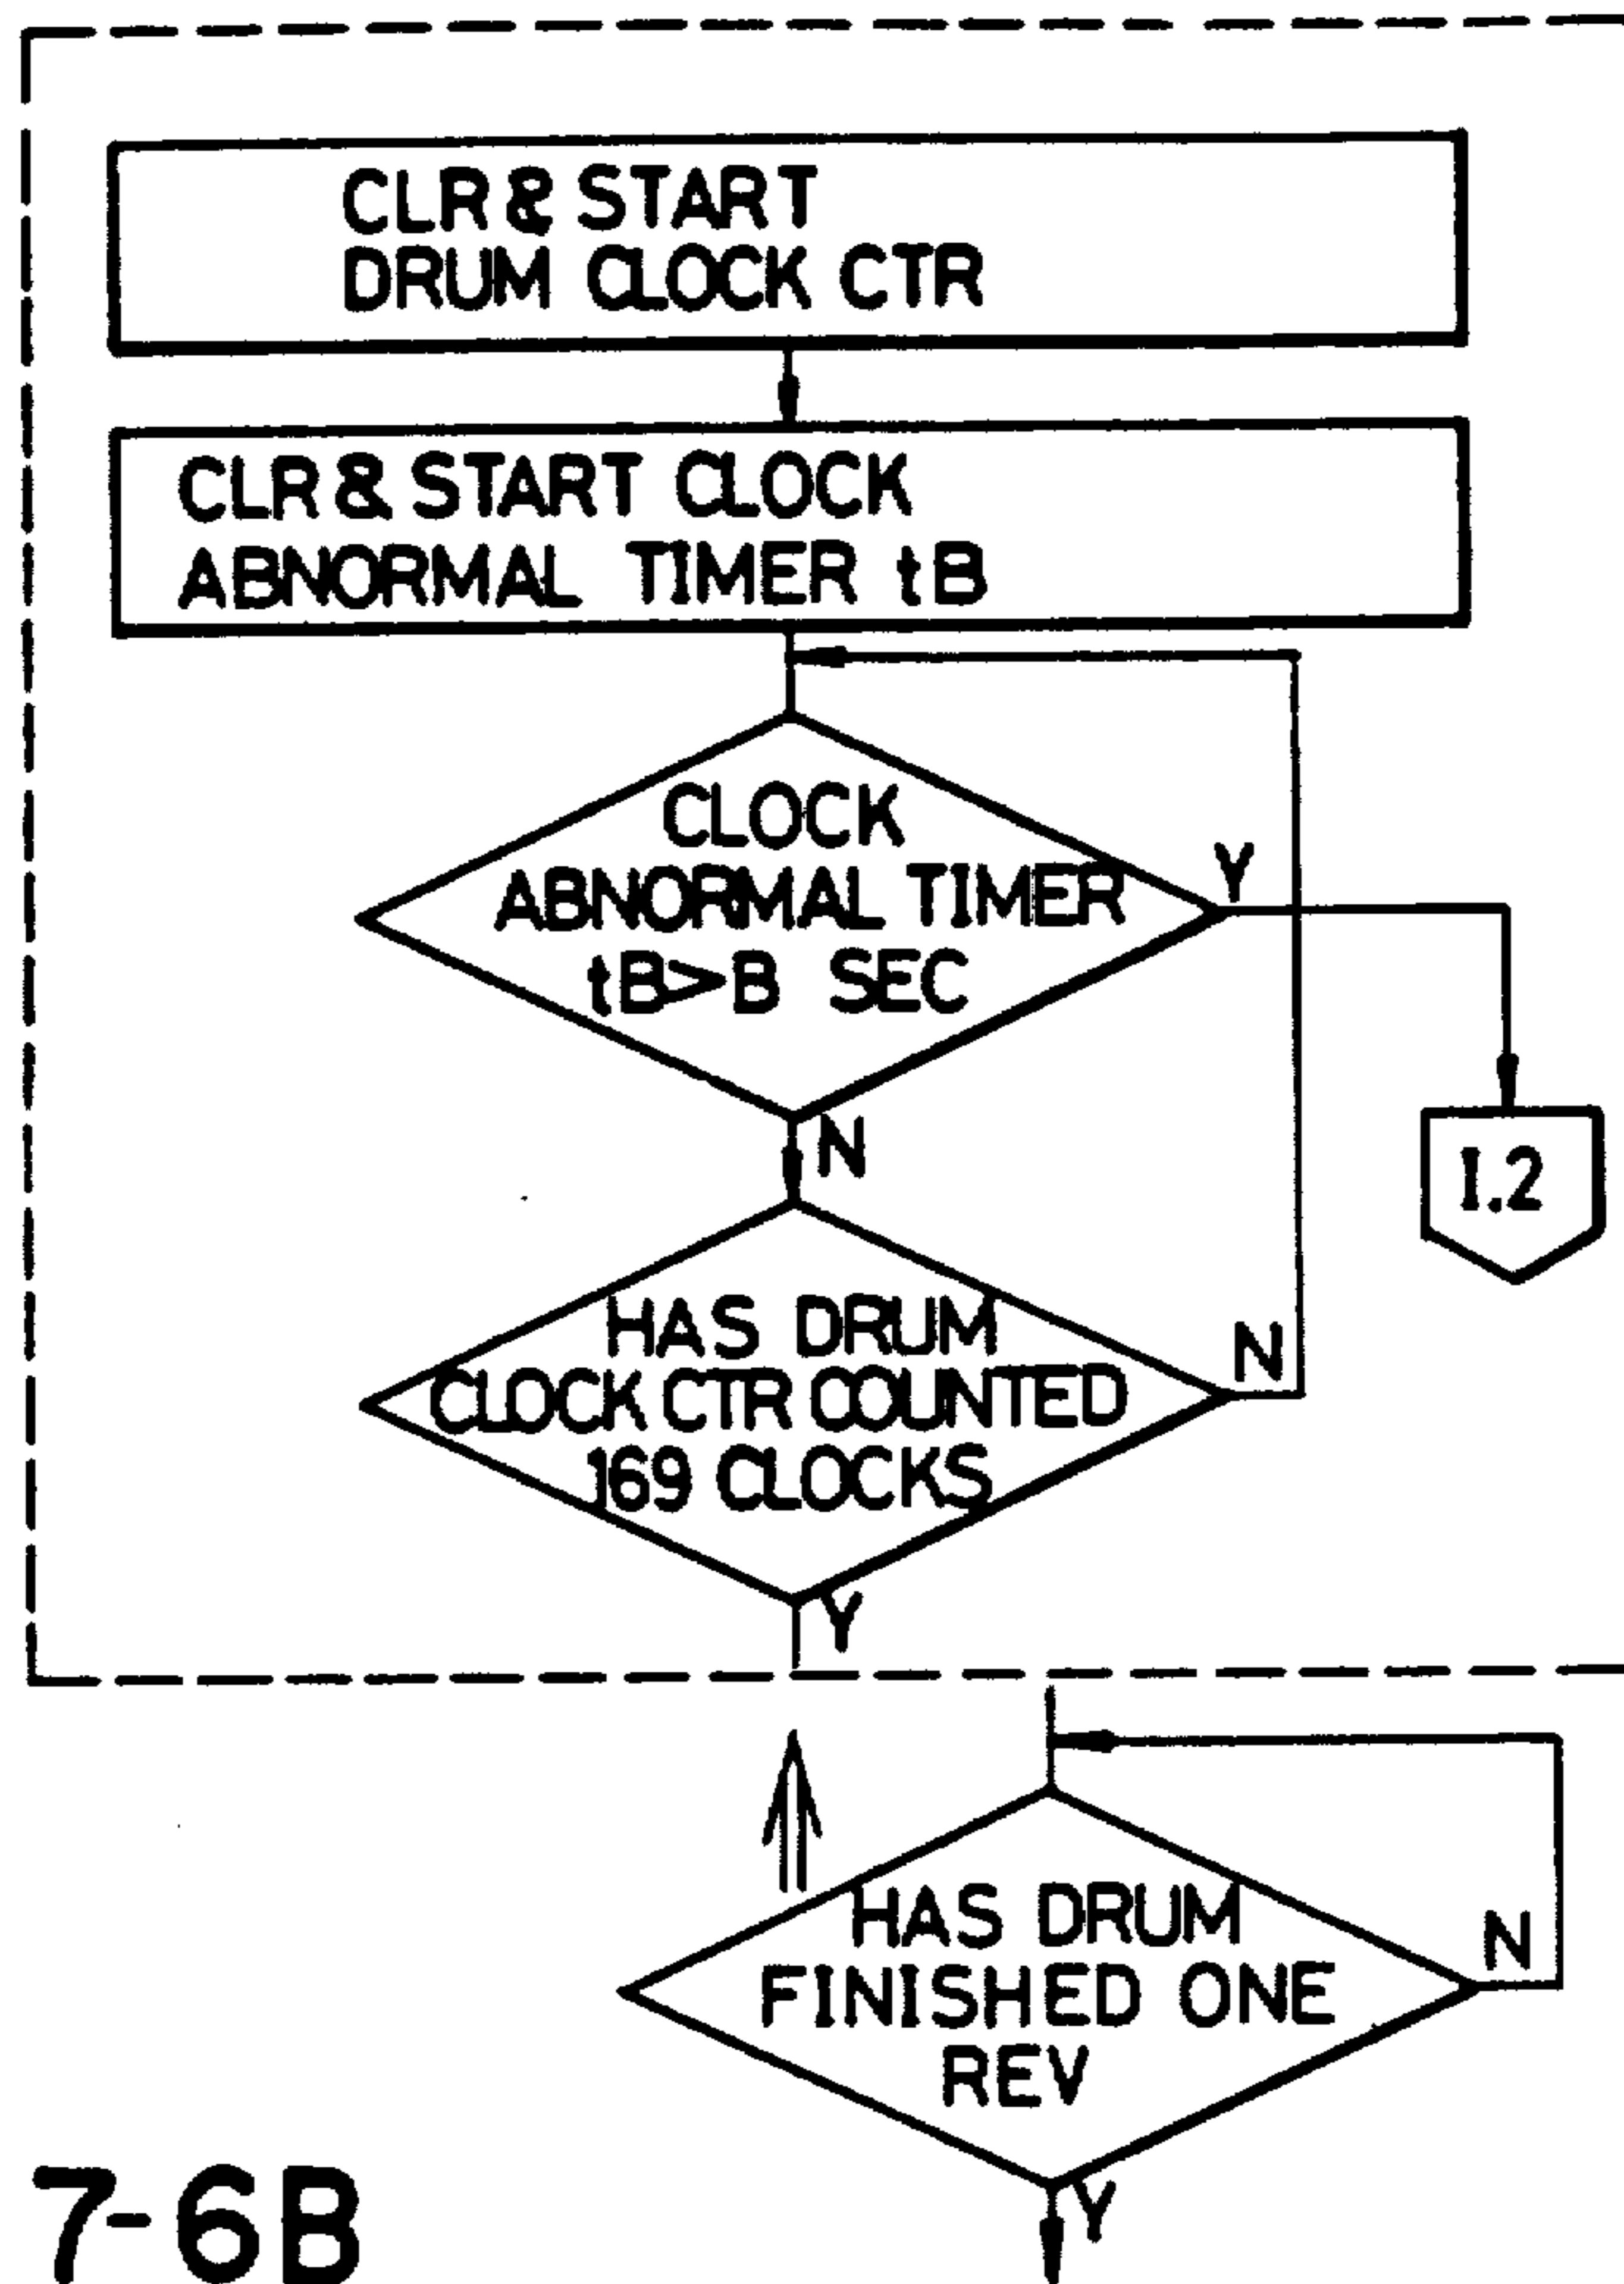 CLR & START
DRUM CLOCK CTR
CLR & START CLOCK
ABNORMAL TIMER tB
CLOCK
ABNORMAL TIMER
tB>B SEC
Y
N
1.2
HAS DRUM
CLOCK CTR COUNTED
169 CLOCKS
N
Y
HAS DRUM
FINISHED ONE
REV
N
Y
7-6B